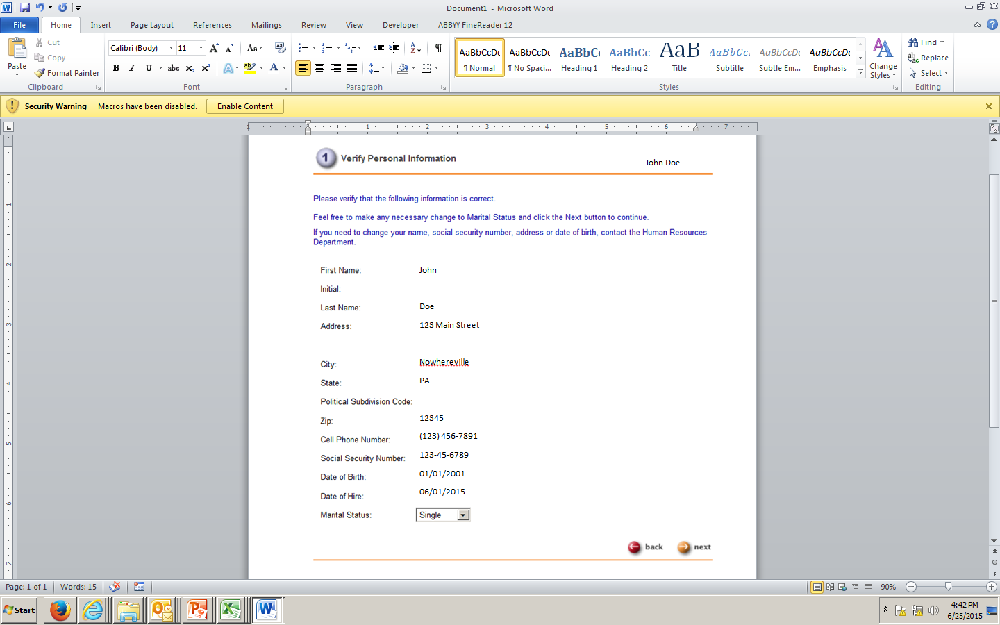 Document1 - Microsoft Word
File Home Insert Page Layout References Mailings Review View Developer ABBYY FineReader 12
Paste
Cut
Copy
Format Painter
Clipboard
Calibri (Body) 11
Font
Paragraph
AaBbCcDc AaBbCcDc AaBbCc AaBbCc AaB AaBbCc. AaBbCcDc AaBbCcDc
¶ Normal ¶ No Spaci... Heading 1 Heading 2 Title Subtitle Subtle Em... Emphasis
Change Styles
Styles
Find
Replace
Select
Editing
Security Warning Macros have been disabled. Enable Content
1 1 2 3 4 5 6 7
1 Verify Personal Information
John Doe
Please verify that the following information is correct.
Feel free to make any necessary change to Marital Status and click the Next button to continue.
If you need to change your name, social security number, address or date of birth, contact the Human Resources
Department.
First Name: John
Initial:
Last Name: Doe
Address: 123 Main Street
City: Nowhereville
State: PA
Political Subdivision Code:
Zip: 12345
Cell Phone Number: (123) 456-7891
Social Security Number: 123-45-6789
Date of Birth: 01/01/2001
Date of Hire: 06/01/2015
Marital Status: Single
back next
Page: 1 of 1 Words: 15 90%
Start
4:42 PM
6/25/2015